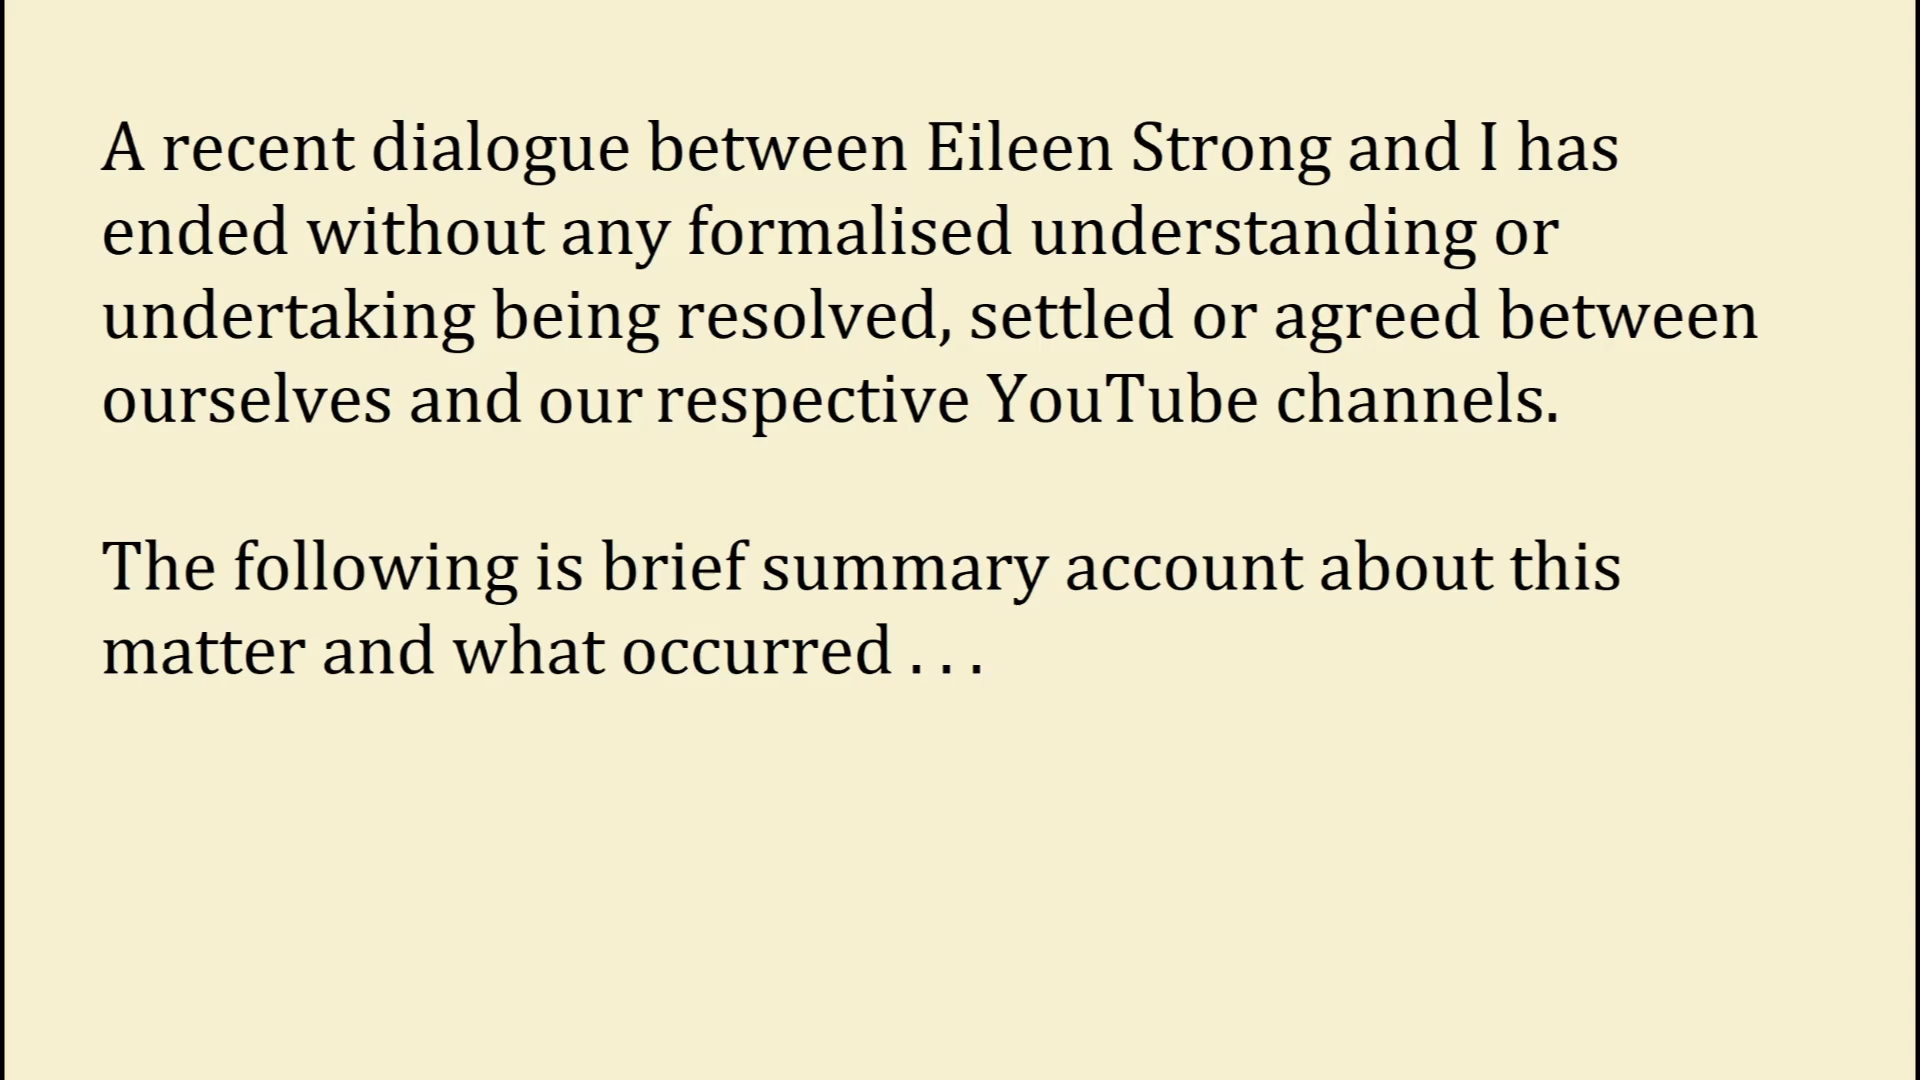 A recent dialogue between Eileen Strong and I has
ended without any formalised understanding or
undertaking being resolved, settled or agreed between
ourselves and our respective YouTube channels.
The following is brief summary account about this
matter and what occurred . . .